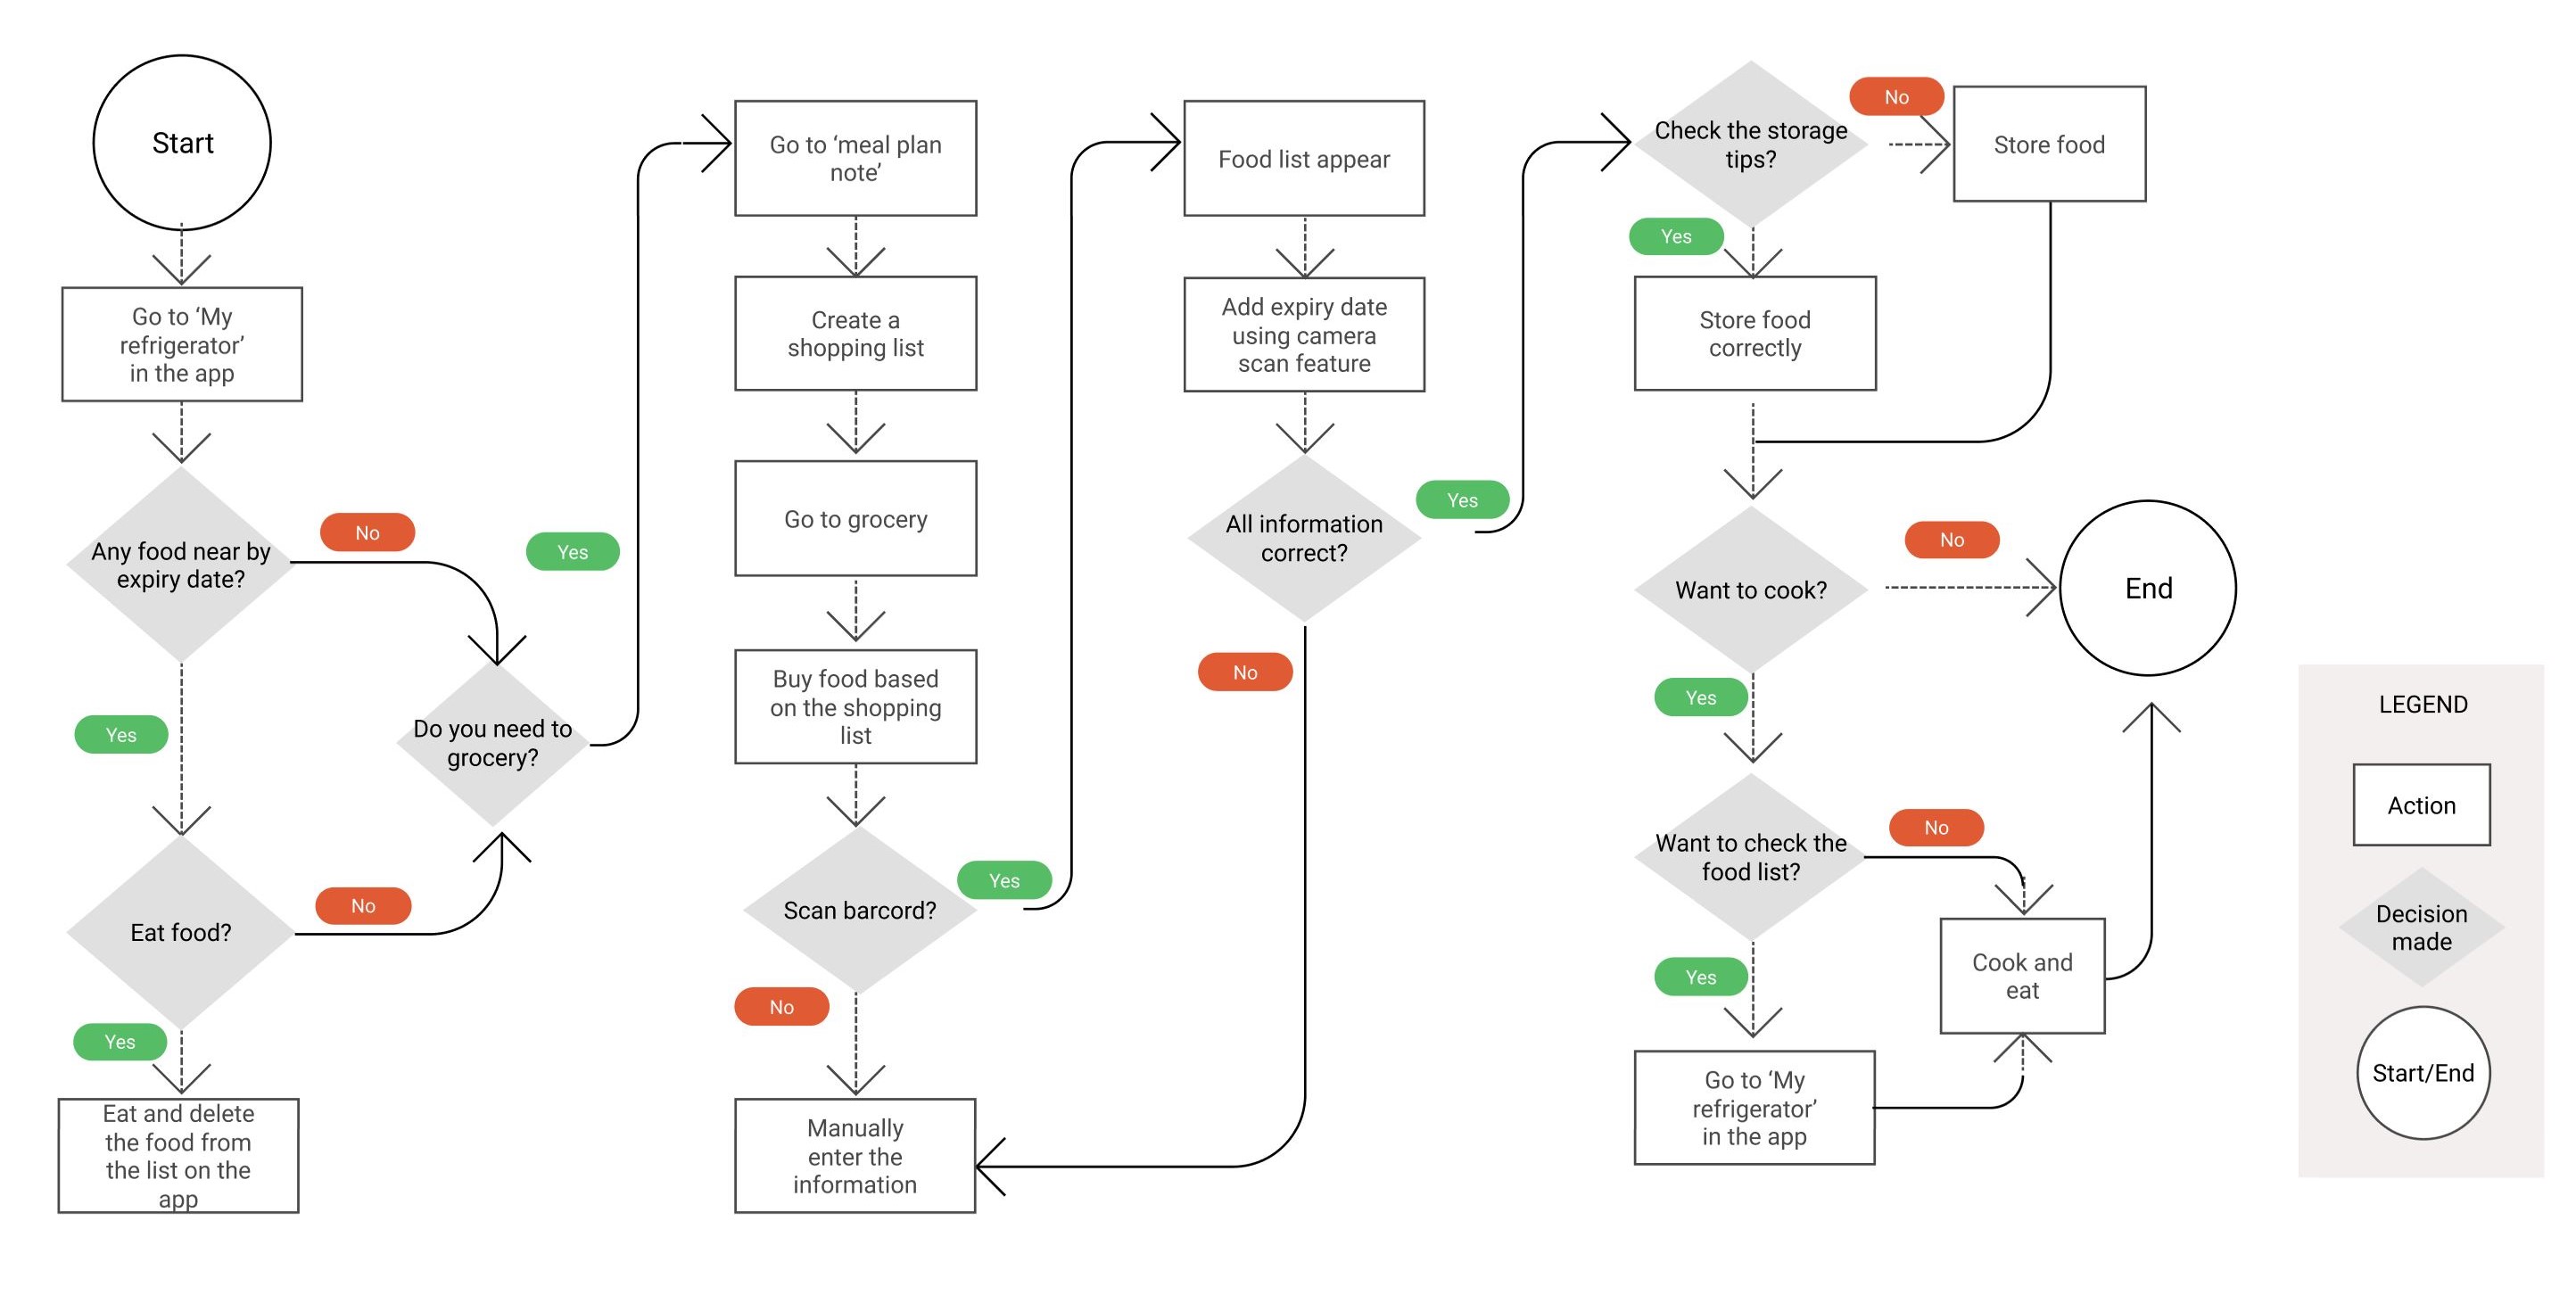 Start
Go to ‘My
refrigerator’
in the app
Any food near by
expiry date?
No
Yes
Eat food?
No
Yes
Eat and delete
the food from
the list on the
app
Do you need to
grocery?
Yes
Go to ‘meal plan
note’
Create a
shopping list
Go to grocery
Buy food based
on the shopping
list
Scan barcord?
Yes
No
Manually
enter the
information
Food list appear
Add expiry date
using camera
scan feature
All information
correct?
Yes
No
Check the storage
tips?
No
Store food
Yes
Store food
correctly
Want to cook?
No
End
Yes
Want to check the
food list?
No
Cook and
eat
Yes
Go to ‘My
refrigerator’
in the app
LEGEND
Action
Decision
made
Start/End